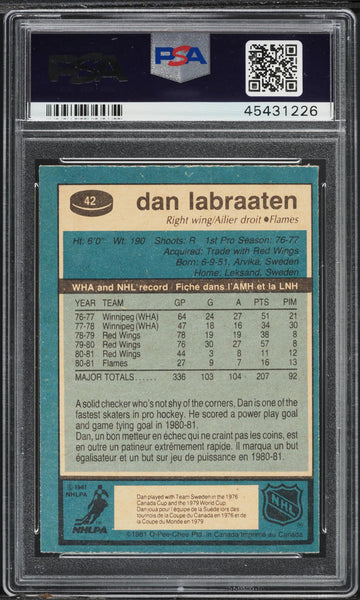 PSA
PSA
45431226
42
dan labraaten
Right wing/Ailier droit ●Flames
Ht: 6'0" Wt: 190 Shoots: R 1st Pro Season: 76-77
Acquired: Trade with Red Wings
Born: 6-9-51, Arvika, Sweden
Home: Leksand, Sweden
WHA and NHL record/Fiche dans l'AMH et la LNH
YEAR TEAM GP G A PTS PIM
76-77 Winnipeg (WHA) 64 24 27 51 21
77-78 Winnipeg (WHA) 47 18 16 34 30
78-79 Red Wings 78 19 19 38 8
79-80 Red Wings 76 30 27 57 8
80-81 Red Wings 44 3 8 11 12
80-81 Flames 27 9 7 16 13
MAJOR TOTALS 336 103 104 207 92
A solid checker who's not shy of the corners, Dan is one of the
fastest skaters in pro hockey. He scored a power play goal
and game tying goal in 1980-81.
Dan, un bon metteur en échec qui ne craint pas les coins, est
un outre un patineur extrêmement rapide. Il marqua un but
égalisateur et un but sur jeu de puissance en 1980-81.
© 1981
NHLPA
NHLPA
Dan played with Team Sweden in the 1976
Canada Cup and the 1979 World Cup.
Dan joua pour l'équipe de la Suède lors des
tournois de la Coupe du Canada en 1976 et de
la Coupe du Monde en 1979
NHL
©1981 O-Pee-Chee Ptd. in Canada Imprimé au Canada